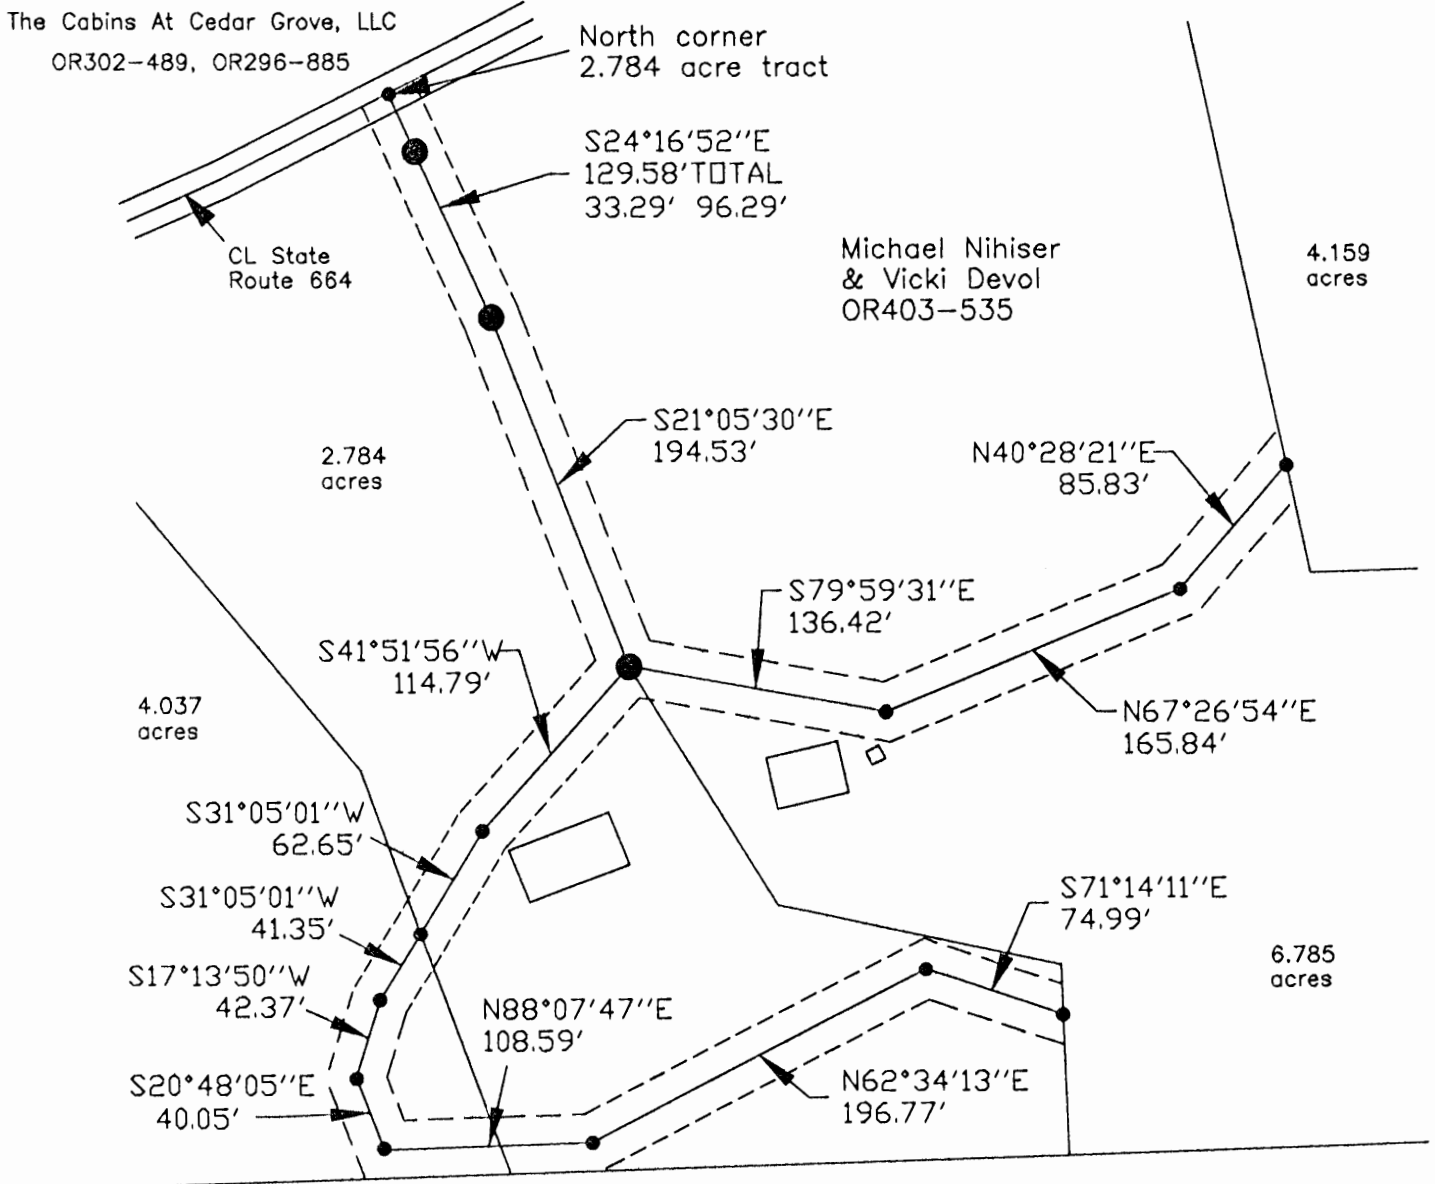 The Cabins At Cedar Grove, LLC
OR302-489, OR296-885
North corner
2.784 acre tract
S24°16'52''E
129.58'TOTAL
33.29' 96.29'
CL State
Route 664
Michael Nihiser
& Vicki Devol
OR403-535
4.159
acres
S21°05'30''E
194.53'
2.784
acres
N40°28'21''E
85.83'
S79°59'31''E
136.42'
S41°51'56''W
114.79'
4.037
acres
N67°26'54''E
165.84'
S31°05'01''W
62.65'
S31°05'01''W
41.35'
S71°14'11''E
74.99'
S17°13'50''W
42.37'
6.785
acres
N88°07'47''E
108.59'
S20°48'05''E
40.05'
N62°34'13''E
196.77'